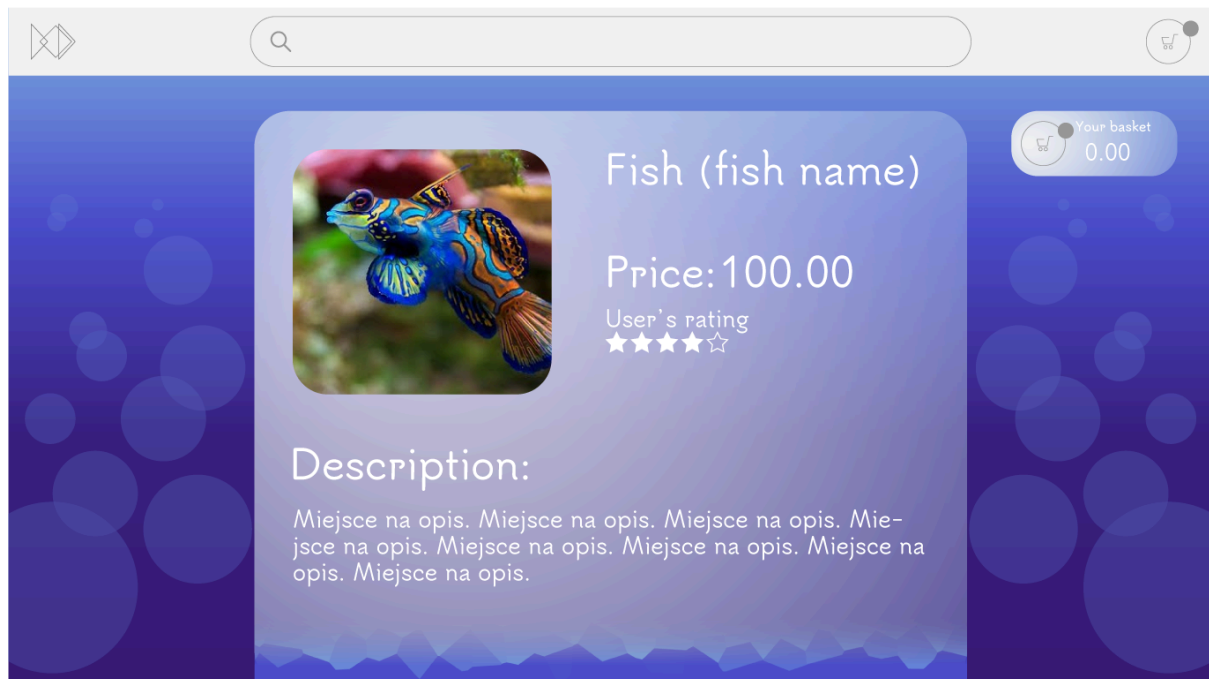 Your basket
0.00
Fish (fish name)
Price:100.00
User's rating
Description:
Miejsce na opis. Miejsce na opis. Miejsce na opis. Mie-
jsce na opis. Miejsce na opis. Miejsce na opis. Miejsce na
opis. Miejsce na opis.